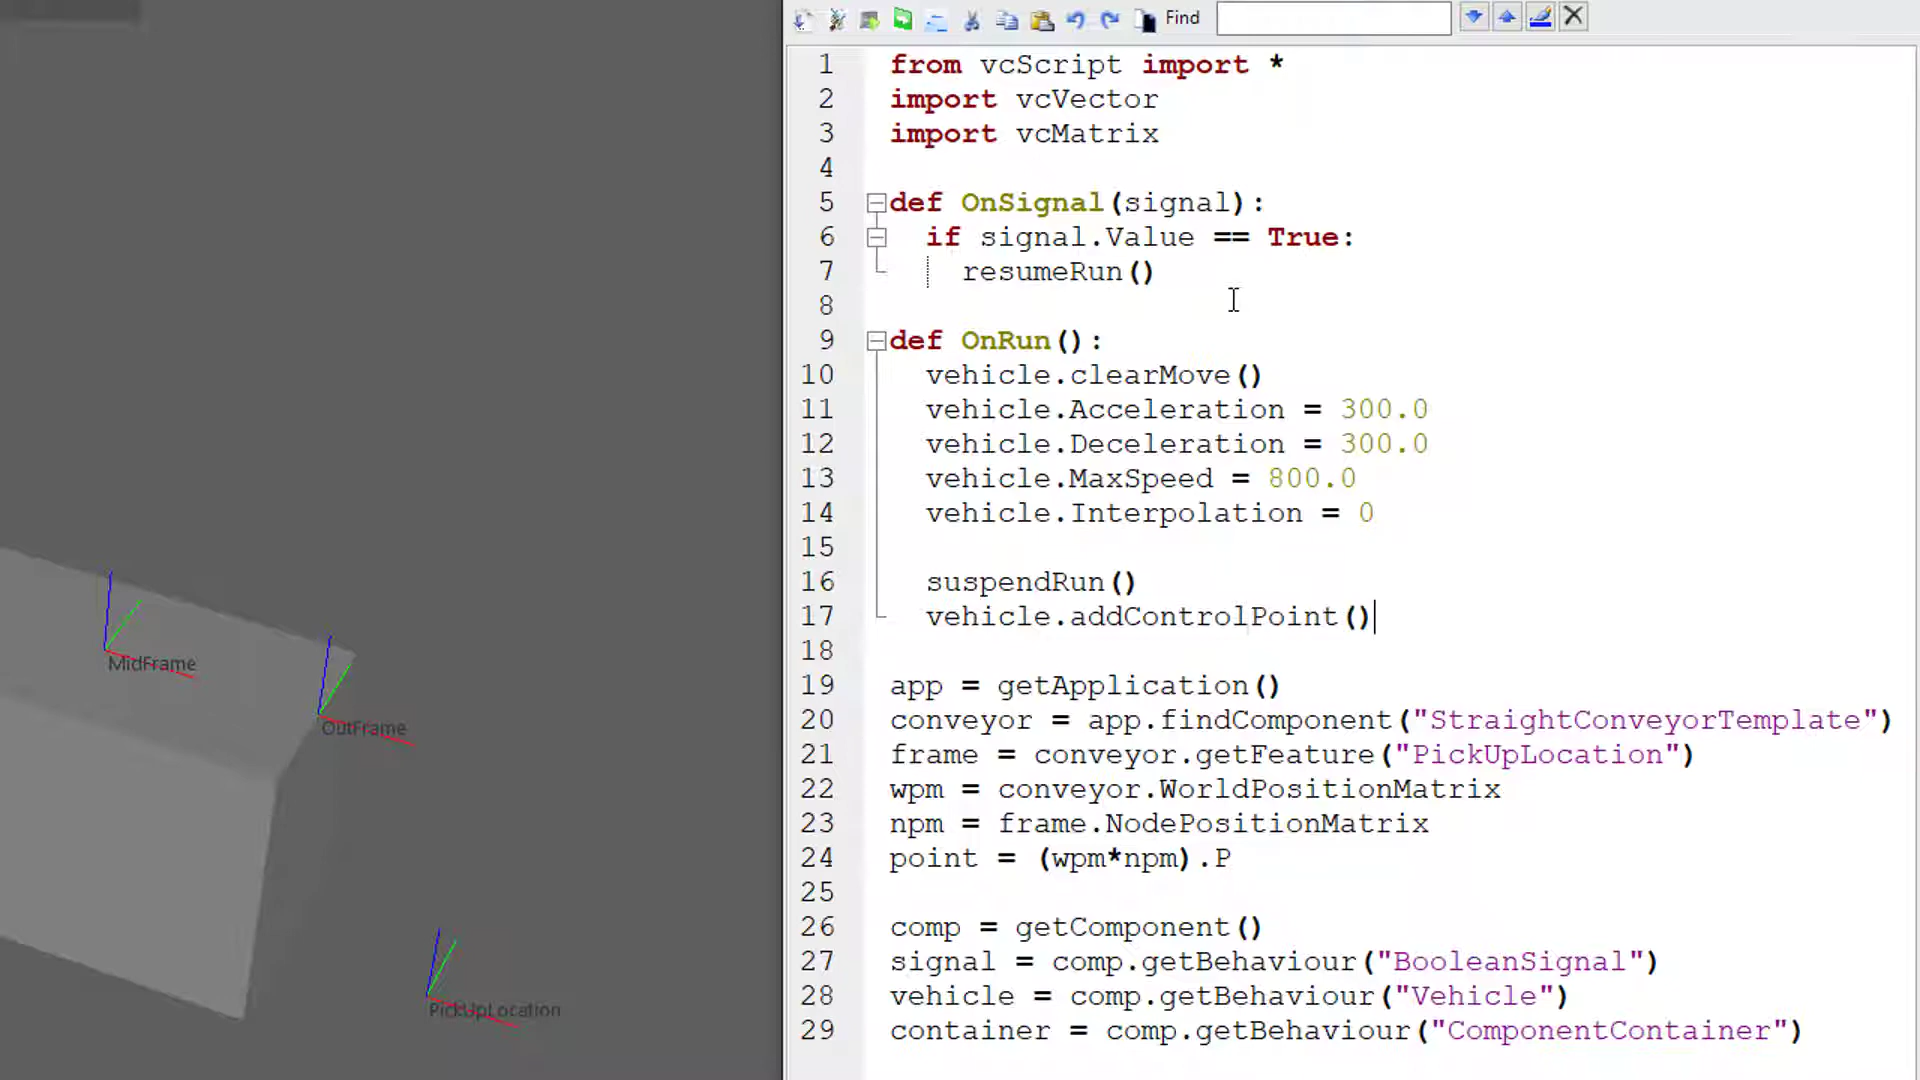 Find
1 from vcScript import *
2 import vcVector
3 import vcMatrix
4
5 def OnSignal(signal):
6 if signal.Value == True:
7 resumeRun()
8
9 def OnRun():
10 vehicle.clearMove()
11 vehicle.Acceleration = 300.0
12 vehicle.Deceleration = 300.0
13 vehicle.MaxSpeed = 800.0
14 vehicle.Interpolation = 0
15
16 suspendRun()
17 vehicle.addControlPoint()
18
19 app = getApplication()
20 conveyor = app.findComponent("StraightConveyorTemplate")
21 frame = conveyor.getFeature("PickUpLocation")
22 wpm = conveyor.WorldPositionMatrix
23 npm = frame.NodePositionMatrix
24 point = (wpm*npm).P
25
26 comp = getComponent()
27 signal = comp.getBehaviour("BooleanSignal")
28 vehicle = comp.getBehaviour("Vehicle")
29 container = comp.getBehaviour("ComponentContainer")
MidFrame
OutFrame
PickUpLocation